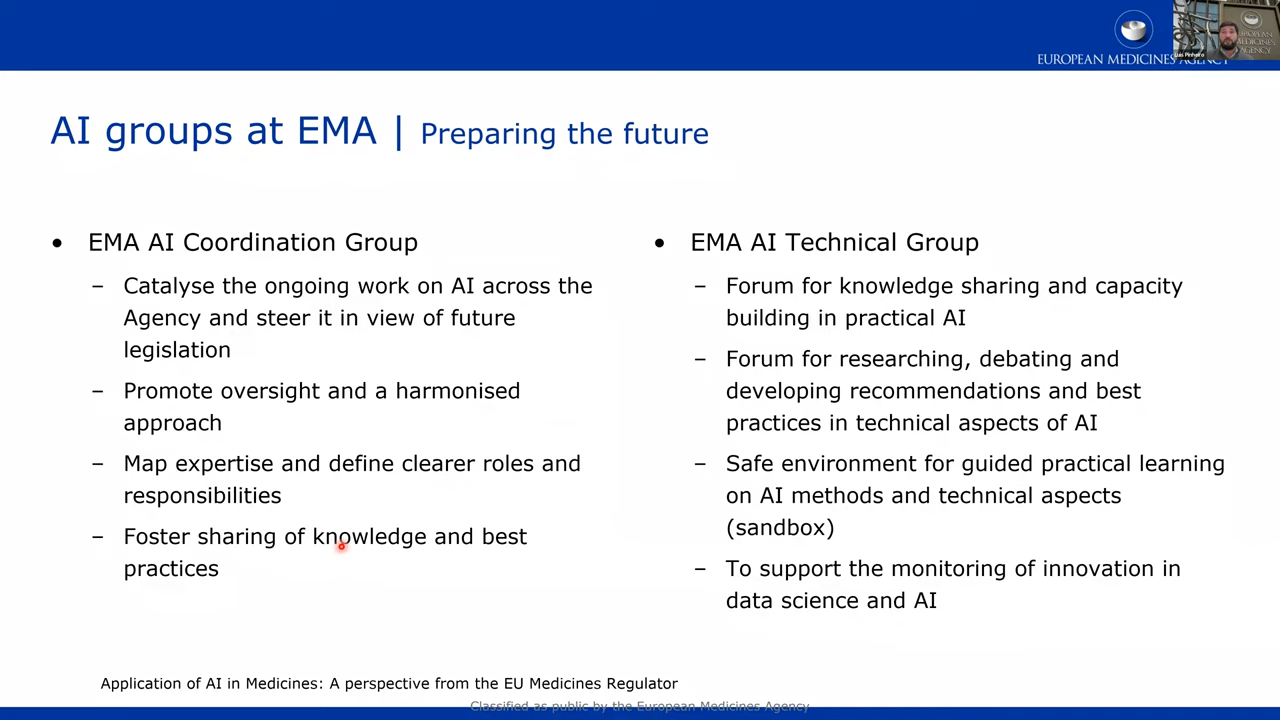 EUROPEAN MEDICINES AGENCY
Luis Pinheiro
EUROPEAN
MEDICINES
AGENCY
AI groups at EMA | Preparing the future
• EMA AI Coordination Group
– Catalyse the ongoing work on AI across the
Agency and steer it in view of future
legislation
– Promote oversight and a harmonised
approach
– Map expertise and define clearer roles and
responsibilities
– Foster sharing of knowledge and best
practices
• EMA AI Technical Group
– Forum for knowledge sharing and capacity
building in practical AI
– Forum for researching, debating and
developing recommendations and best
practices in technical aspects of AI
– Safe environment for guided practical learning
on AI methods and technical aspects
(sandbox)
– To support the monitoring of innovation in
data science and AI
Application of AI in Medicines: A perspective from the EU Medicines Regulator
Classified as public by the European Medicines Agency